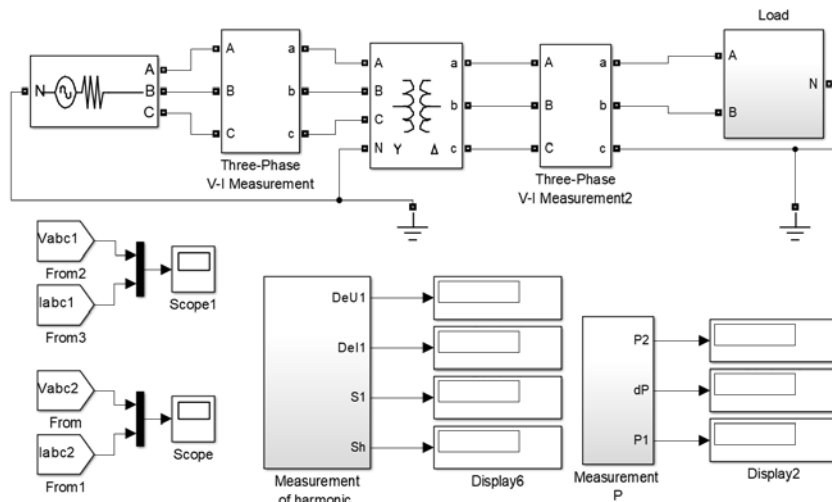 Load
N
A
B
C
A
B
C
a
b
c
Three-Phase
V-I Measurement
A
B
C
N
Y
Δ
a
b
c
A
B
C
a
b
c
Three-Phase
V-I Measurement2
A
B
N
Vabc1
From2
Iabc1
From3
Scope1
Vabc2
From
Iabc2
From1
Scope
DeU1
DeI1
S1
Sh
Measurement
of harmonic
Display6
P2
dP
P1
Measurement
P
Display2